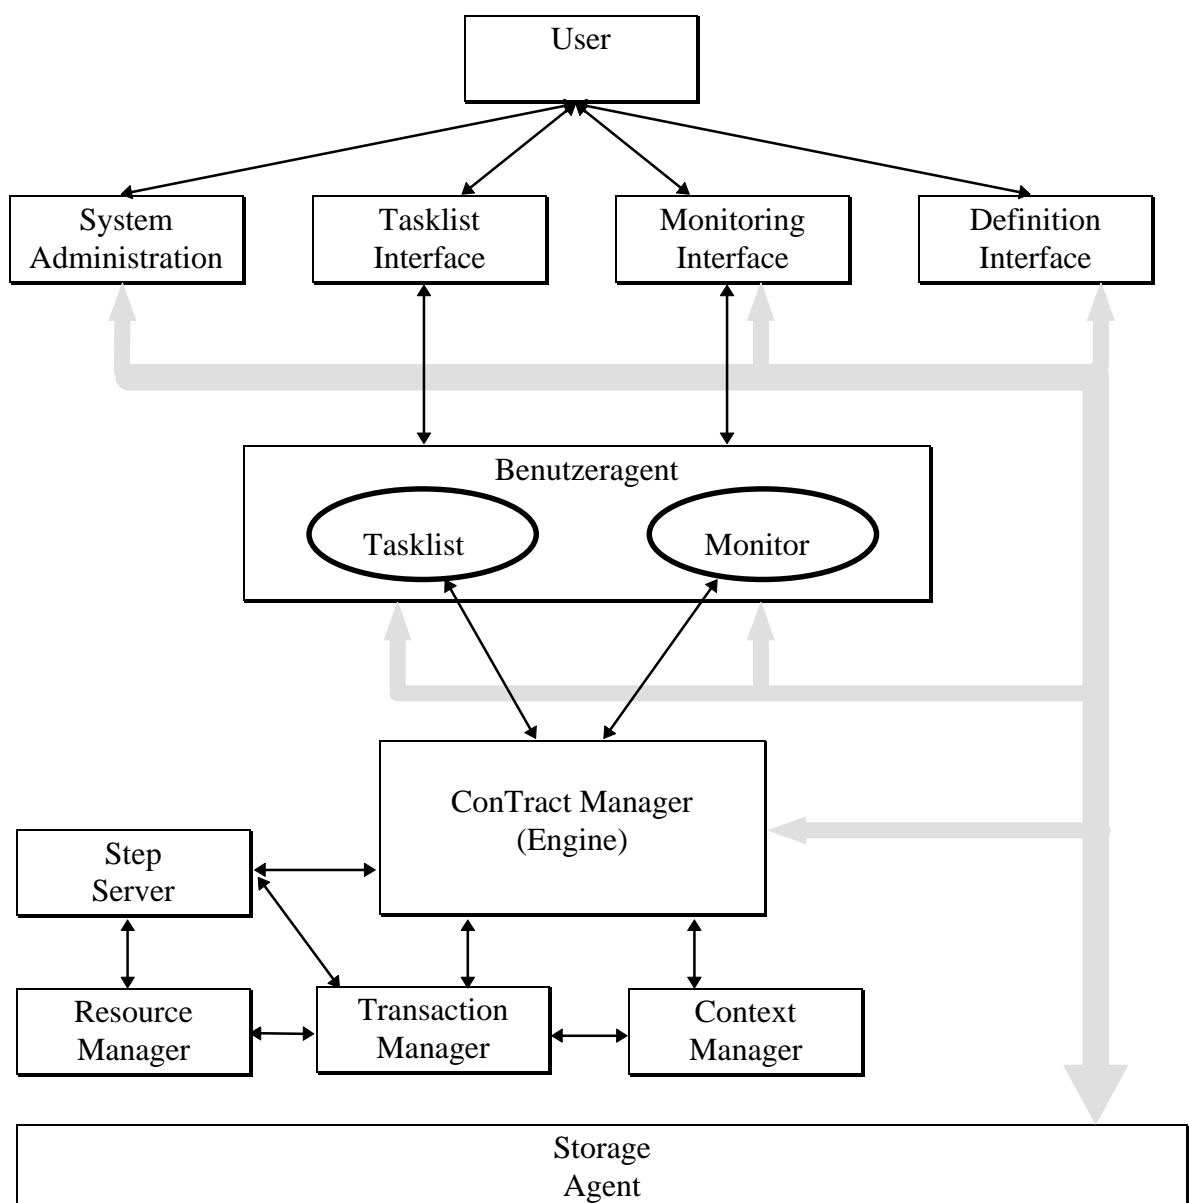 User
System
Administration
Tasklist
Interface
Monitoring
Interface
Definition
Interface
Benutzeragent
Tasklist
Monitor
ConTract Manager
(Engine)
Step
Server
Resource
Manager
Transaction
Manager
Context
Manager
Storage
Agent